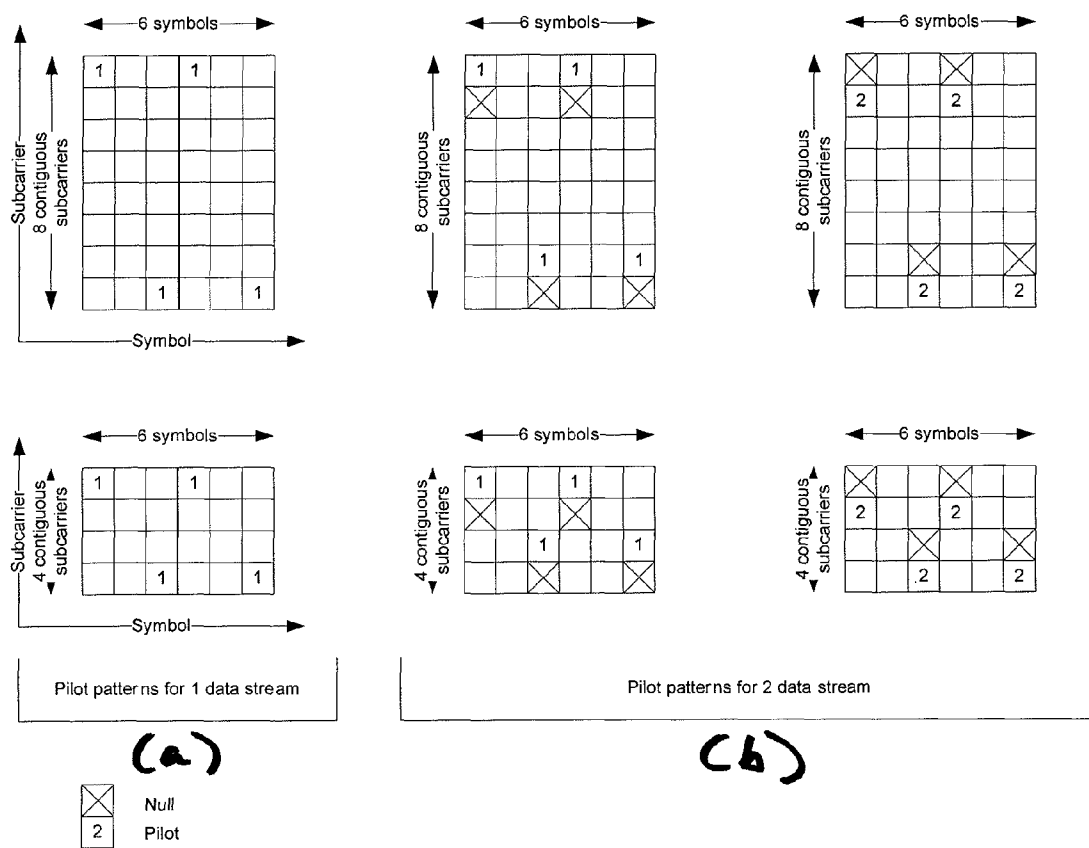 6 symbols
6 symbols
6 symbols
Subcarrier
8 contiguous
subcarriers
1 1
1 1
Symbol
8 contiguous
subcarriers
1 1
1 1
8 contiguous
subcarriers
2 2
2 2
6 symbols
6 symbols
6 symbols
Subcarrier
4 contiguous
subcarriers
1 1
1 1
Symbol
4 contiguous
subcarriers
1 1
1 1
4 contiguous
subcarriers
2 2
2 2
Pilot patterns for 1 data stream
Pilot patterns for 2 data stream
(a)
(b)
Null
2 Pilot